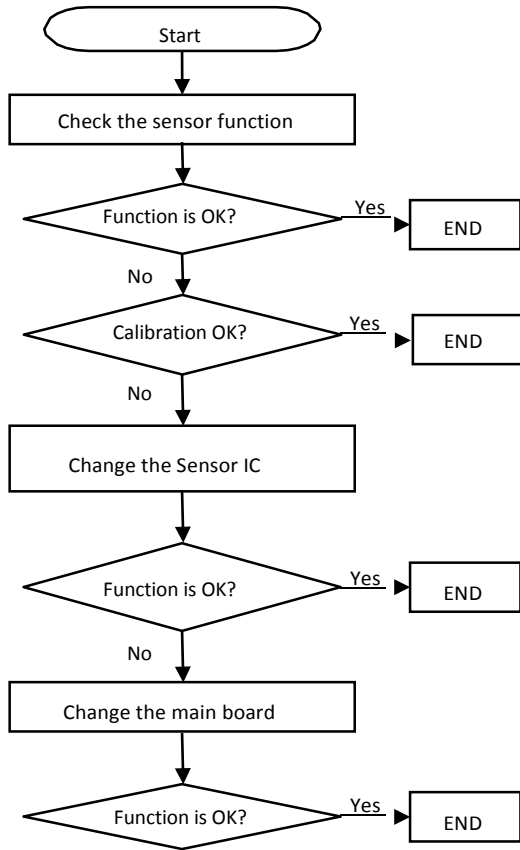 Start
Check the sensor function
Function is OK?
Yes
END
No
Calibration OK?
Yes
END
No
Change the Sensor IC
Function is OK?
Yes
END
No
Change the main board
Function is OK?
Yes
END